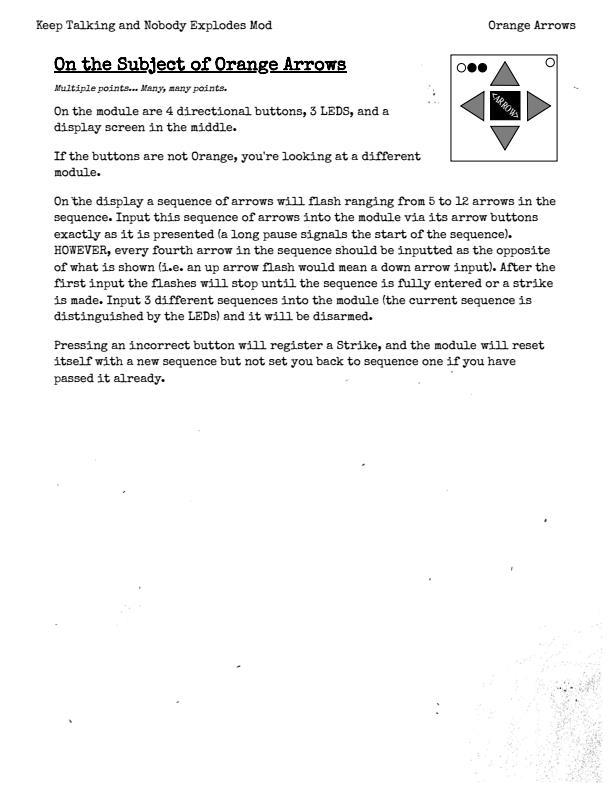 Keep Talking and Nobody Explodes Mod
Orange Arrows
On the Subject of Orange Arrows
Multiple points... Many, many points.
On the module are 4 directional buttons, 3 LEDS, and a
display screen in the middle.
<ARROW>
If the buttons are not Orange, you're looking at a different
module.
On the display a sequence of arrows will flash ranging from 5 to 12 arrows in the
sequence. Input this sequence of arrows into the module via its arrow buttons
exactly as it is presented (a long pause signals the start of the sequence).
HOWEVER, every fourth arrow in the sequence should be inputted as the opposite
of what is shown (i.e. an up arrow flash would mean a down arrow input). After the
first input the flashes will stop until the sequence is fully entered or a strike
is made. Input 3 different sequences into the module (the current sequence is
distinguished by the LEDs) and it will be disarmed.
Pressing an incorrect button will register a Strike, and the module will reset
itself with a new sequence but not set you back to sequence one if you have
passed it already.